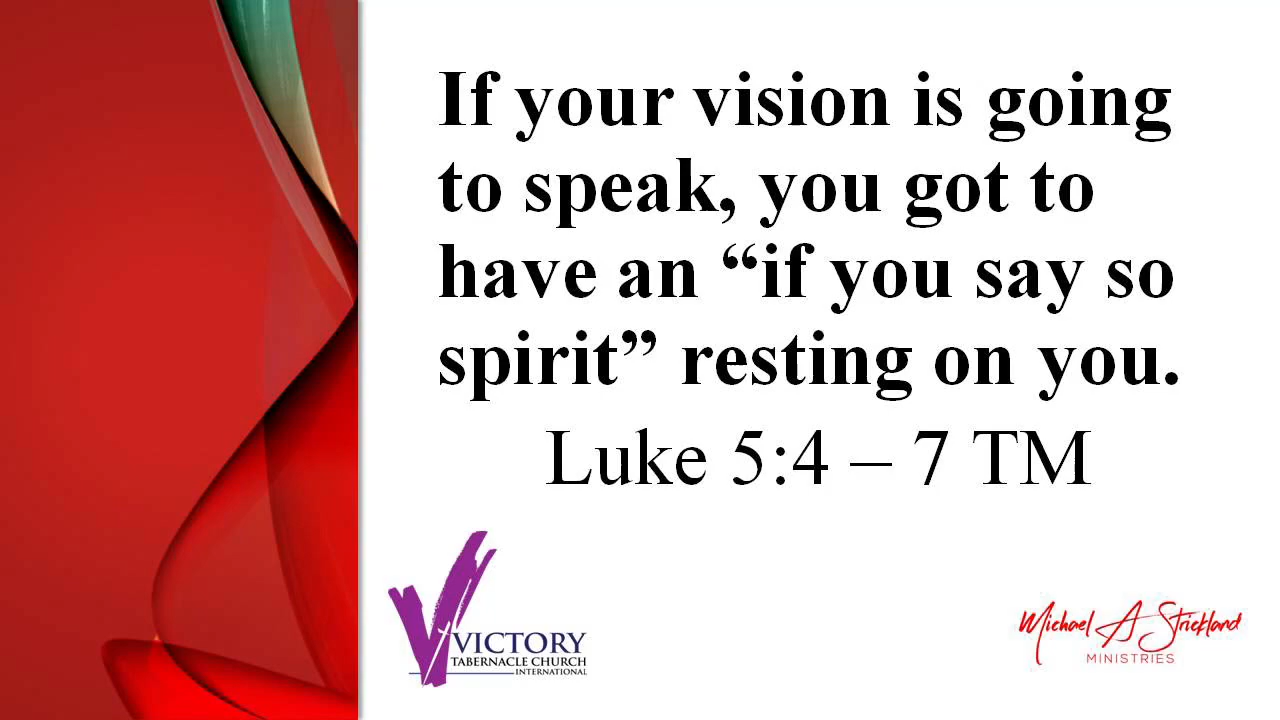 If your vision is going
to speak, you got to
have an “if you say so
spirit” resting on you.
Luke 5:4 – 7 TM
VICTORY
TABERNACLE CHURCH
INTERNATIONAL
Michael A Strickland
MINISTRIES